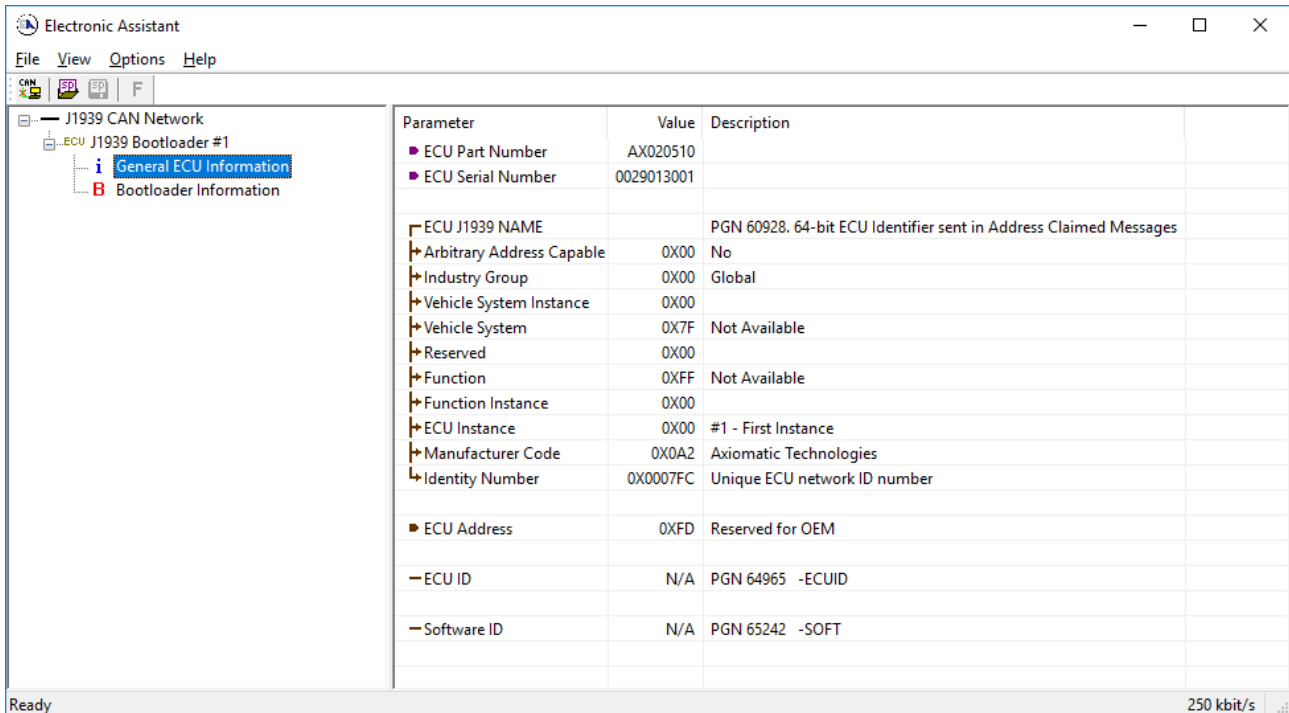 Electronic Assistant
File View Options Help
CAN SP SP F
J1939 CAN Network
ECU J1939 Bootloader #1
i General ECU Information
B Bootloader Information
Parameter Value Description
ECU Part Number AX020510
ECU Serial Number 0029013001
ECU J1939 NAME PGN 60928. 64-bit ECU Identifier sent in Address Claimed Messages
Arbitrary Address Capable 0X00 No
Industry Group 0X00 Global
Vehicle System Instance 0X00
Vehicle System 0X7F Not Available
Reserved 0X00
Function 0XFF Not Available
Function Instance 0X00
ECU Instance 0X00 #1 - First Instance
Manufacturer Code 0X0A2 Axiomatic Technologies
Identity Number 0X0007FC Unique ECU network ID number
ECU Address 0XFD Reserved for OEM
ECU ID N/A PGN 64965 -ECUID
Software ID N/A PGN 65242 -SOFT
Ready 250 kbit/s